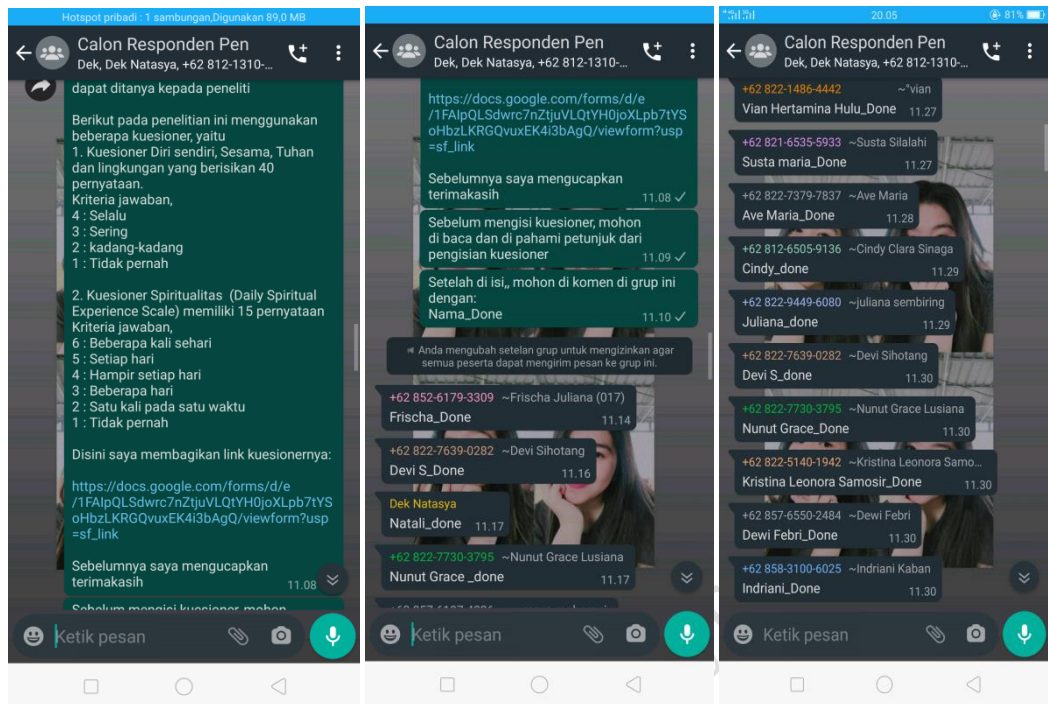 Hotspot pribadi : 1 sambungan,Digunakan 89,0 MB
Calon Responden Pen
Dek, Dek Natasya, +62 812-1310-...
dapat ditanya kepada peneliti
Berikut pada penelitian ini menggunakan
beberapa kuesioner, yaitu
1. Kuesioner Diri sendiri, Sesama, Tuhan
dan lingkungan yang berisikan 40
pernyataan.
Kriteria jawaban,
4 : Selalu
3 : Sering
2 : kadang-kadang
1 : Tidak pernah
2. Kuesioner Spiritualitas (Daily Spiritual
Experience Scale) memiliki 15 pernyataan
Kriteria jawaban,
6 : Beberapa kali sehari
5 : Setiap hari
4 : Hampir setiap hari
3 : Beberapa hari
2 : Satu kali pada satu waktu
1 : Tidak pernah
Disini saya membagikan link kuesionernya:
https://docs.google.com/forms/d/e
/1FAIpQLSdwrc7nZtjuVLQtYH0joXLpb7tYS
oHbzLKRGQvuxEK4i3bAgQ/viewform?usp
=sf_link
Sebelumnya saya mengucapkan
terimakasih 11.08
Sebelum mengisi kuesioner, mohon
Ketik pesan
Calon Responden Pen
Dek, Dek Natasya, +62 812-1310-...
https://docs.google.com/forms/d/e
/1FAIpQLSdwrc7nZtjuVLQtYH0joXLpb7tYS
oHbzLKRGQvuxEK4i3bAgQ/viewform?usp
=sf_link
Sebelumnya saya mengucapkan
terimakasih 11.08
Sebelum mengisi kuesioner, mohon
di baca dan di pahami petunjuk dari
pengisian kuesioner 11.09
Setelah di isi,, mohon di komen di grup ini
dengan:
Nama_Done 11.10
Anda mengubah setelan grup untuk mengizinkan agar
semua peserta dapat mengirim pesan ke grup ini.
+62 852-6179-3309 ~Frischa Juliana (017)
Frischa_Done 11.14
+62 822-7639-0282 ~Devi Sihotang
Devi S_Done 11.16
Dek Natasya
Natali_done 11.17
+62 822-7730-3795 ~Nunut Grace Lusiana
Nunut Grace _done 11.17
Ketik pesan
20.05 81%
Calon Responden Pen
Dek, Dek Natasya, +62 812-1310-...
+62 822-1486-4442 ~°vian
Vian Hertamina Hulu_Done 11.27
+62 821-6535-5933 ~Susta Silalahi
Susta maria_Done 11.27
+62 822-7379-7837 ~Ave Maria
Ave Maria_Done 11.28
+62 812-6505-9136 ~Cindy Clara Sinaga
Cindy_done 11.29
+62 822-9449-6080 ~juliana sembiring
Juliana_done 11.29
+62 822-7639-0282 ~Devi Sihotang
Devi S_done 11.30
+62 822-7730-3795 ~Nunut Grace Lusiana
Nunut Grace_Done 11.30
+62 822-5140-1942 ~Kristina Leonora Samo...
Kristina Leonora Samosir_Done 11.30
+62 857-6550-2484 ~Dewi Febri
Dewi Febri_Done 11.30
+62 858-3100-6025 ~Indriani Kaban
Indriani_Done 11.30
Ketik pesan